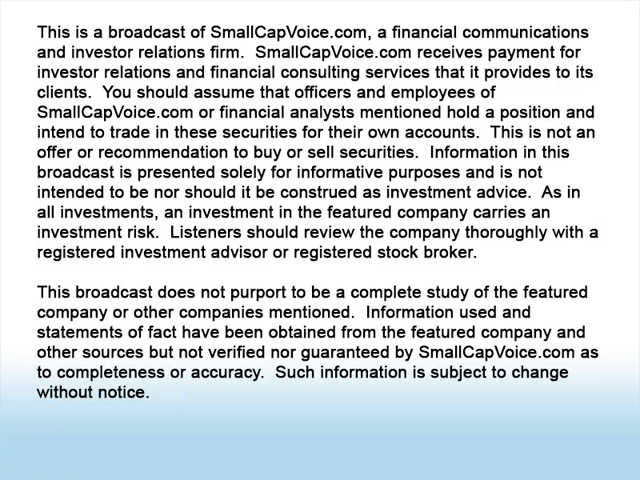 This is a broadcast of SmallCapVoice.com, a financial communications
and investor relations firm.  SmallCapVoice.com receives payment for
investor relations and financial consulting services that it provides to its
clients.  You should assume that officers and employees of
SmallCapVoice.com or financial analysts mentioned hold a position and
intend to trade in these securities for their own accounts.  This is not an
offer or recommendation to buy or sell securities.  Information in this
broadcast is presented solely for informative purposes and is not
intended to be nor should it be construed as investment advice.  As in
all investments, an investment in the featured company carries an
investment risk.  Listeners should review the company thoroughly with a
registered investment advisor or registered stock broker.

This broadcast does not purport to be a complete study of the featured
company or other companies mentioned.  Information used and
statements of fact have been obtained from the featured company and
other sources but not verified nor guaranteed by SmallCapVoice.com as
to completeness or accuracy.  Such information is subject to change
without notice.